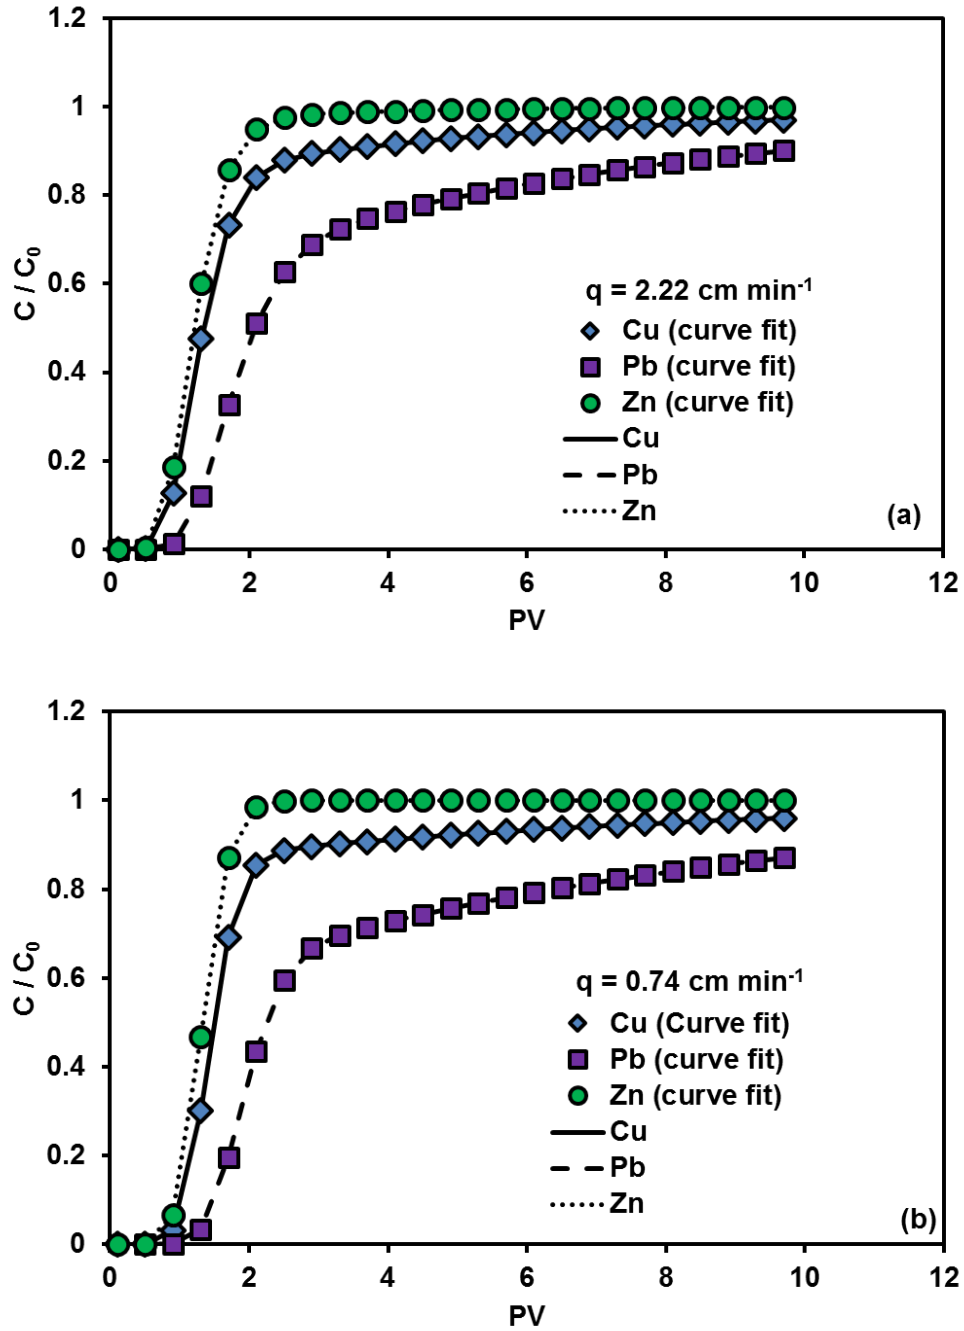 1.2
1
0.8
0.6
0.4
0.2
0
C / C₀
q = 2.22 cm min⁻¹
Cu (curve fit)
Pb (curve fit)
Zn (curve fit)
Cu
Pb
Zn
(a)
0 2 4 6 8 10 12
PV
1.2
1
0.8
0.6
0.4
0.2
0
C / C₀
q = 0.74 cm min⁻¹
Cu (Curve fit)
Pb (curve fit)
Zn (curve fit)
Cu
Pb
Zn
(b)
0 2 4 6 8 10 12
PV